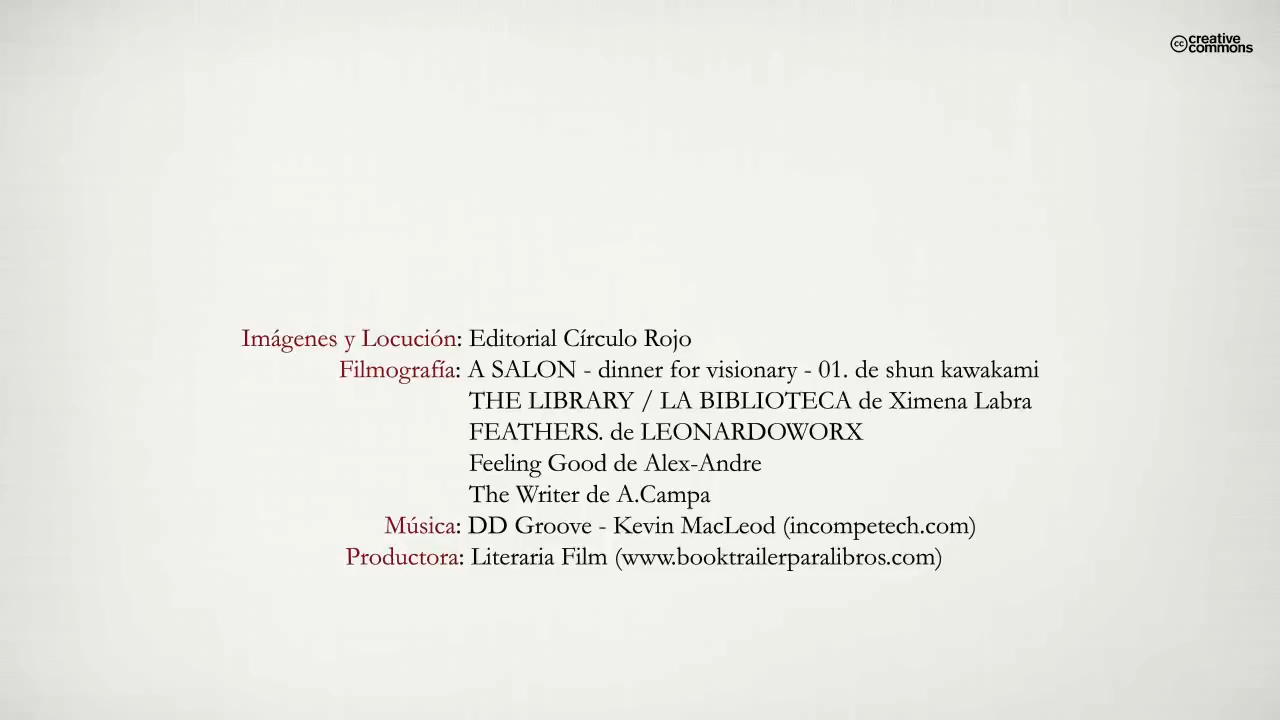 creative
commons
Imágenes y Locución: Editorial Círculo Rojo
Filmografía: A SALON - dinner for visionary - 01. de shun kawakami
THE LIBRARY / LA BIBLIOTECA de Ximena Labra
FEATHERS. de LEONARDOWORX
Feeling Good de Alex-Andre
The Writer de A.Campa
Música: DD Groove - Kevin MacLeod (incompetech.com)
Productora: Literaria Film (www.booktrailerparalibros.com)